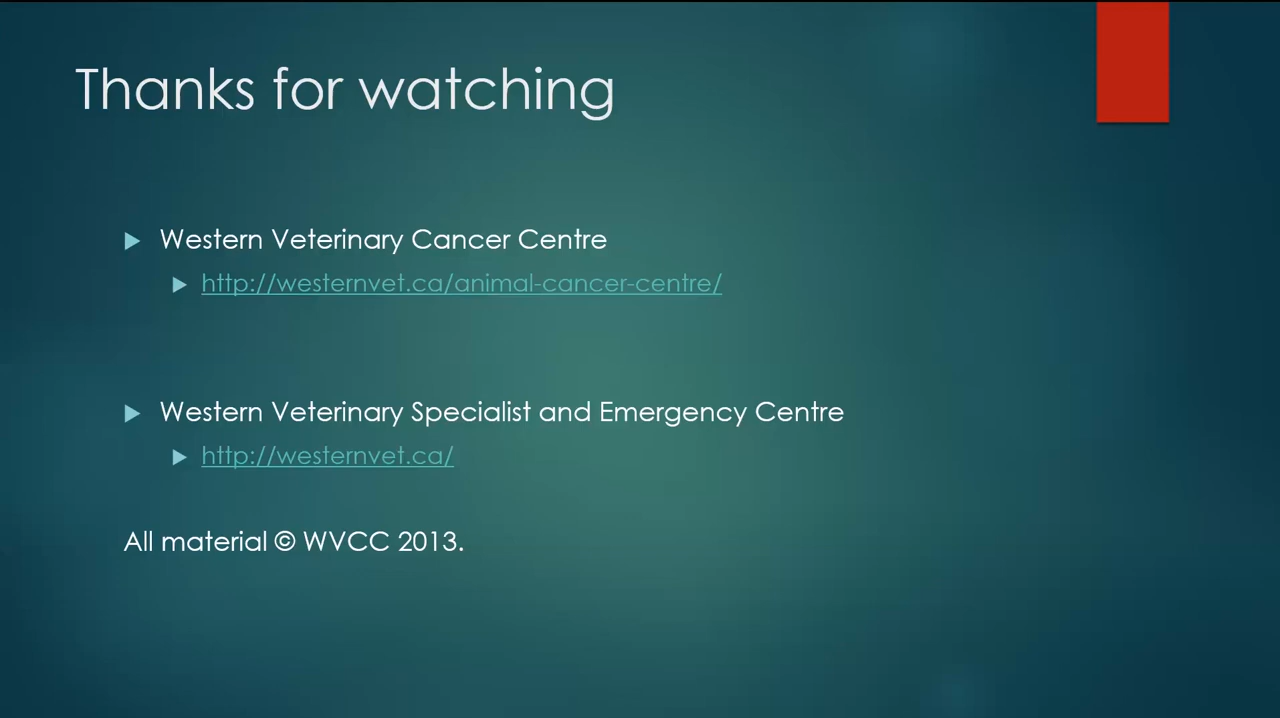 Thanks for watching
Western Veterinary Cancer Centre
http://westernvet.ca/animal-cancer-centre/
Western Veterinary Specialist and Emergency Centre
http://westernvet.ca/
All material © WVCC 2013.